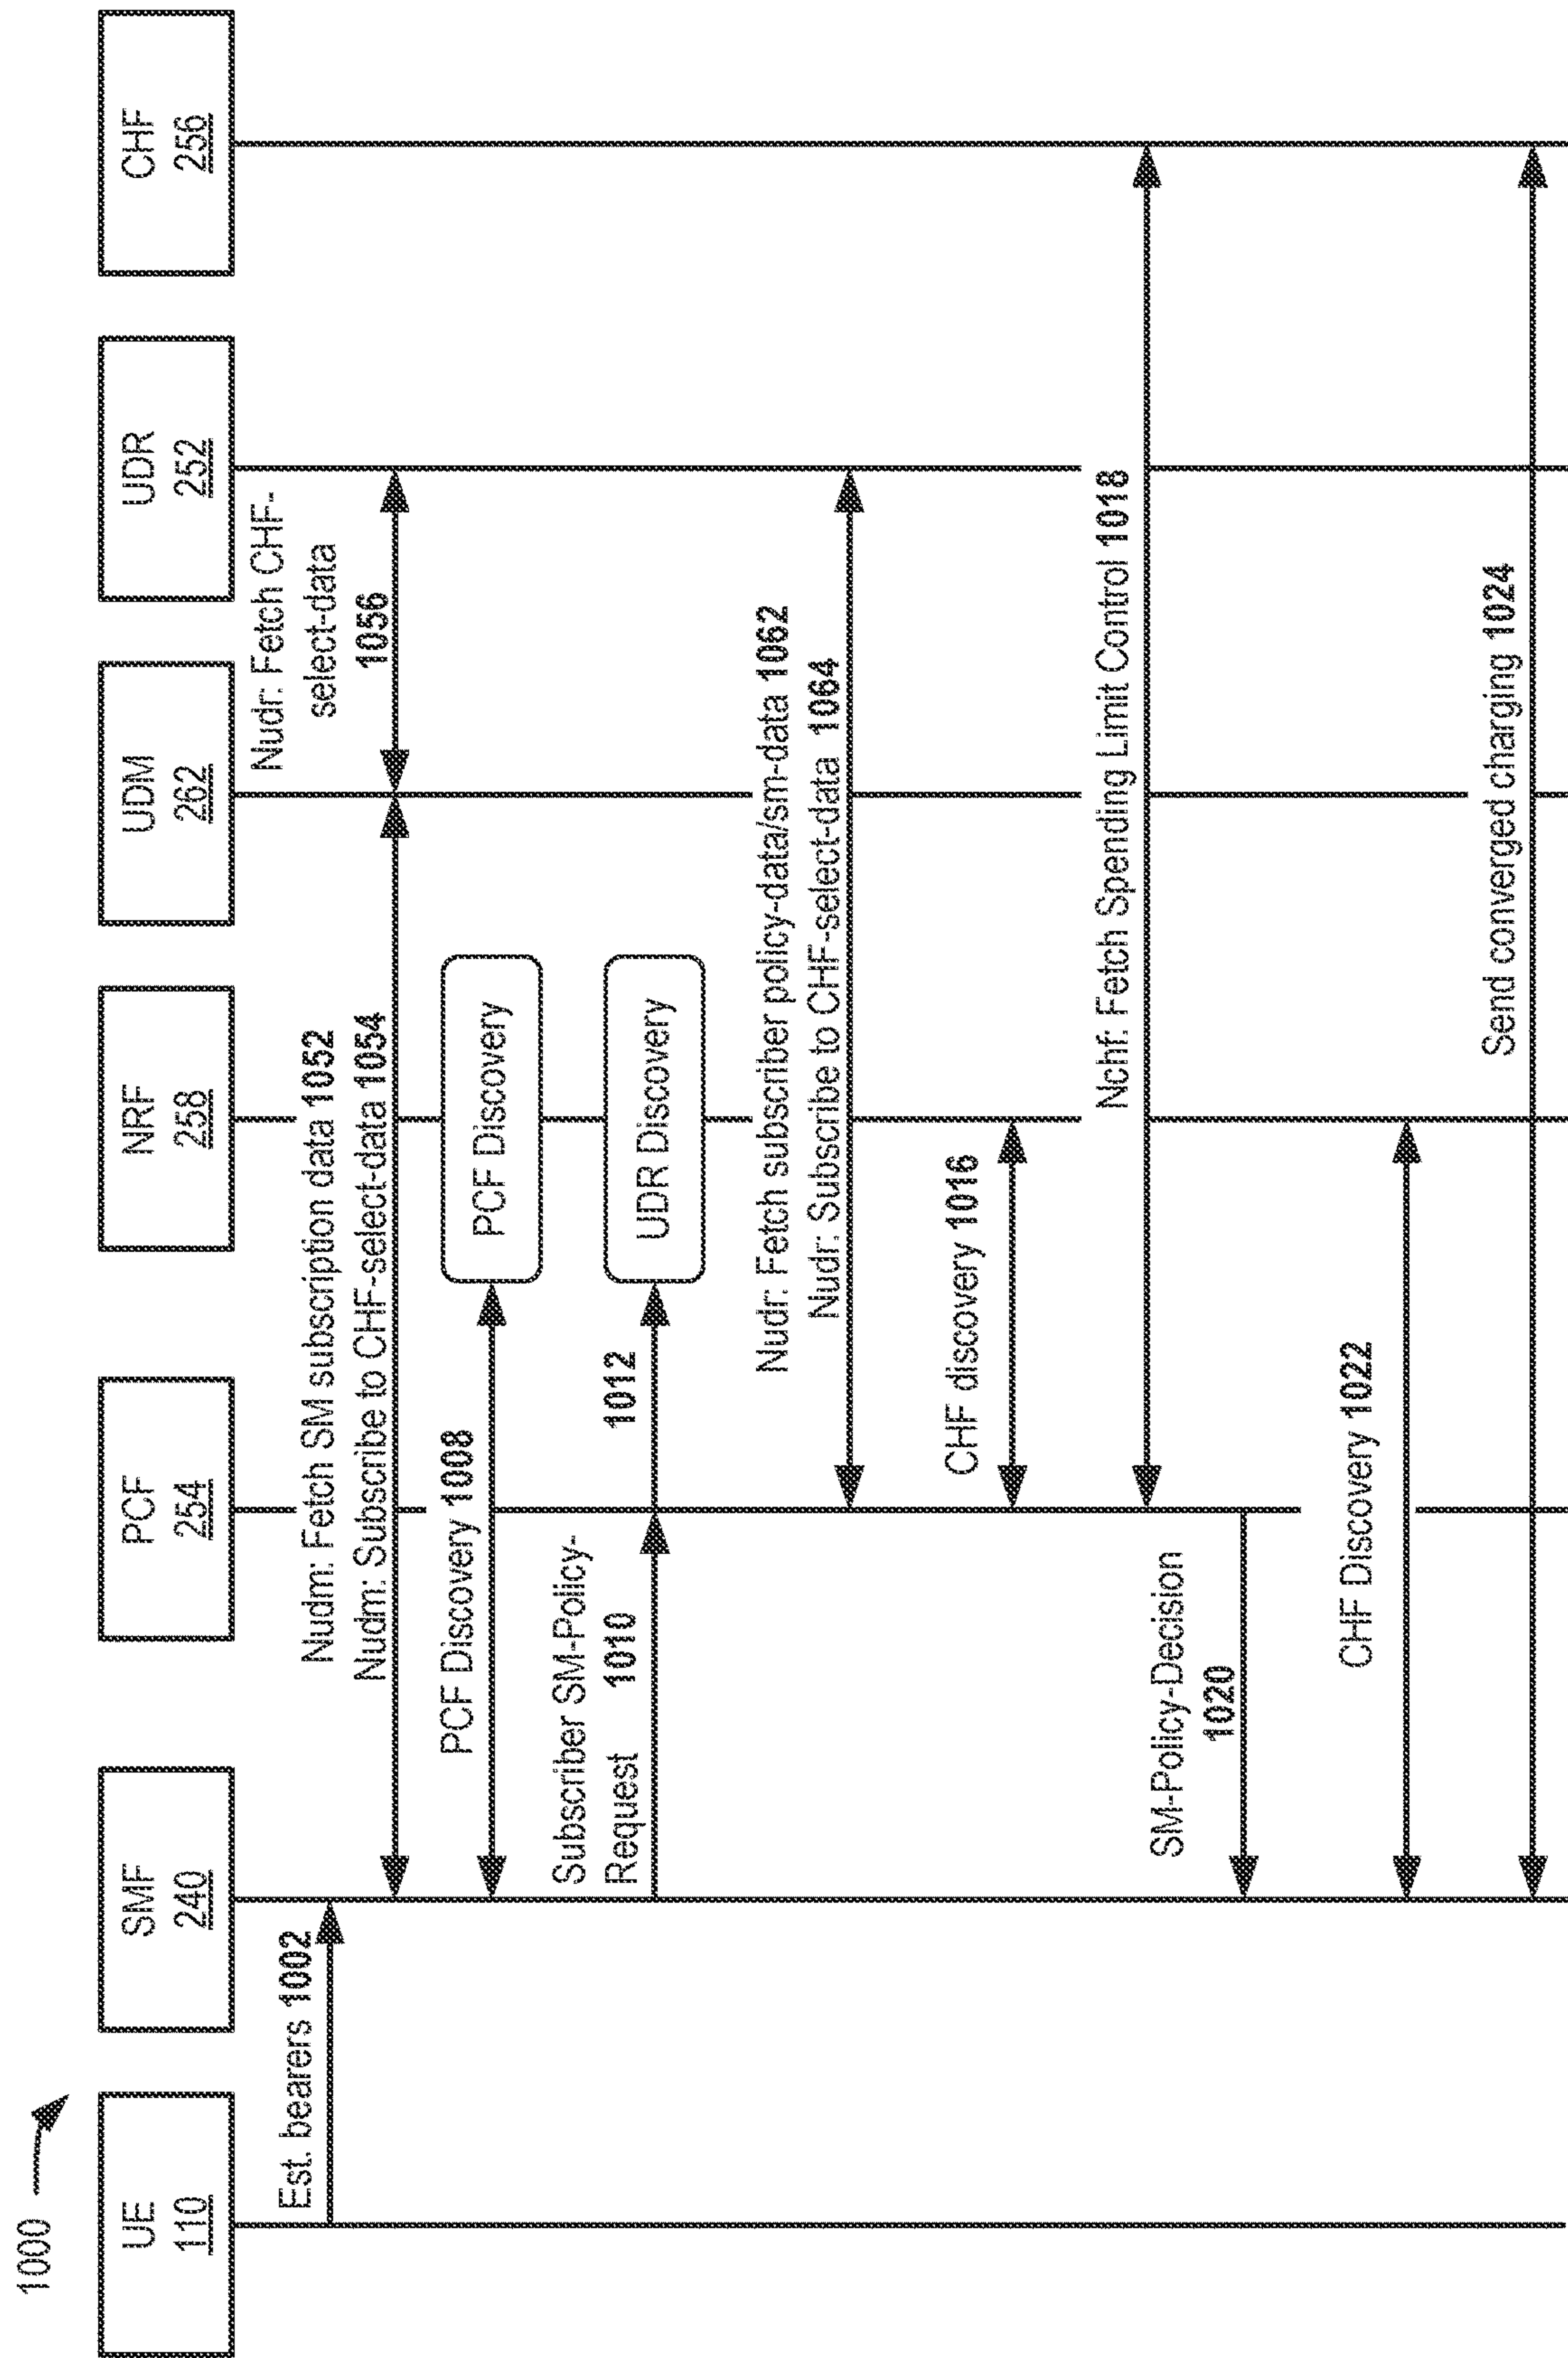 1000
UE
110
SMF
240
PCF
254
NRF
258
UDM
262
UDR
252
CHF
256
Est. bearers 1002
Nudm: Fetch SM subscription data 1052
Nudm: Subscribe to CHF-select-data 1054
Nudr: Fetch CHF-
select-data
1056
PCF Discovery 1008
PCF Discovery
Subscriber SM-Policy-
Request 1010
1012
UDR Discovery
Nudr: Fetch subscriber policy-data/sm-data 1062
Nudr: Subscribe to CHF-select-data 1064
CHF discovery 1016
Nchf: Fetch Spending Limit Control 1018
SM-Policy-Decision
1020
CHF Discovery 1022
Send converged charging 1024